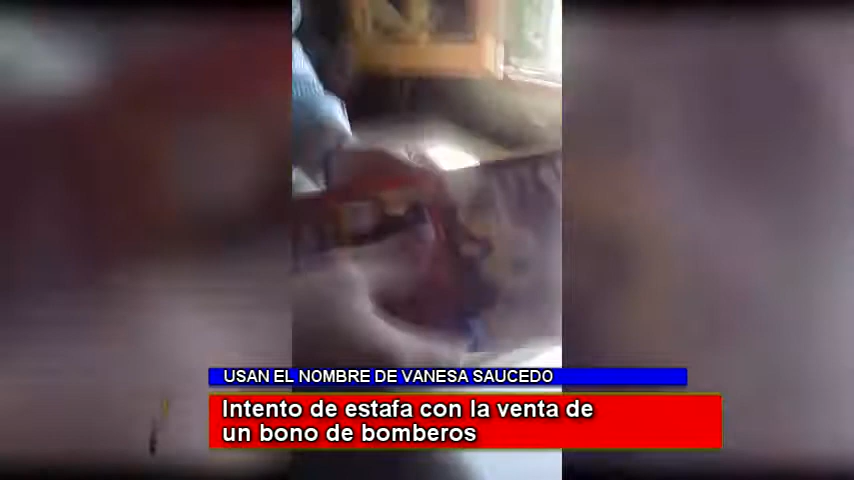 USAN EL NOMBRE DE VANESA SAUCEDO
Intento de estafa con la venta de
un bono de bomberos